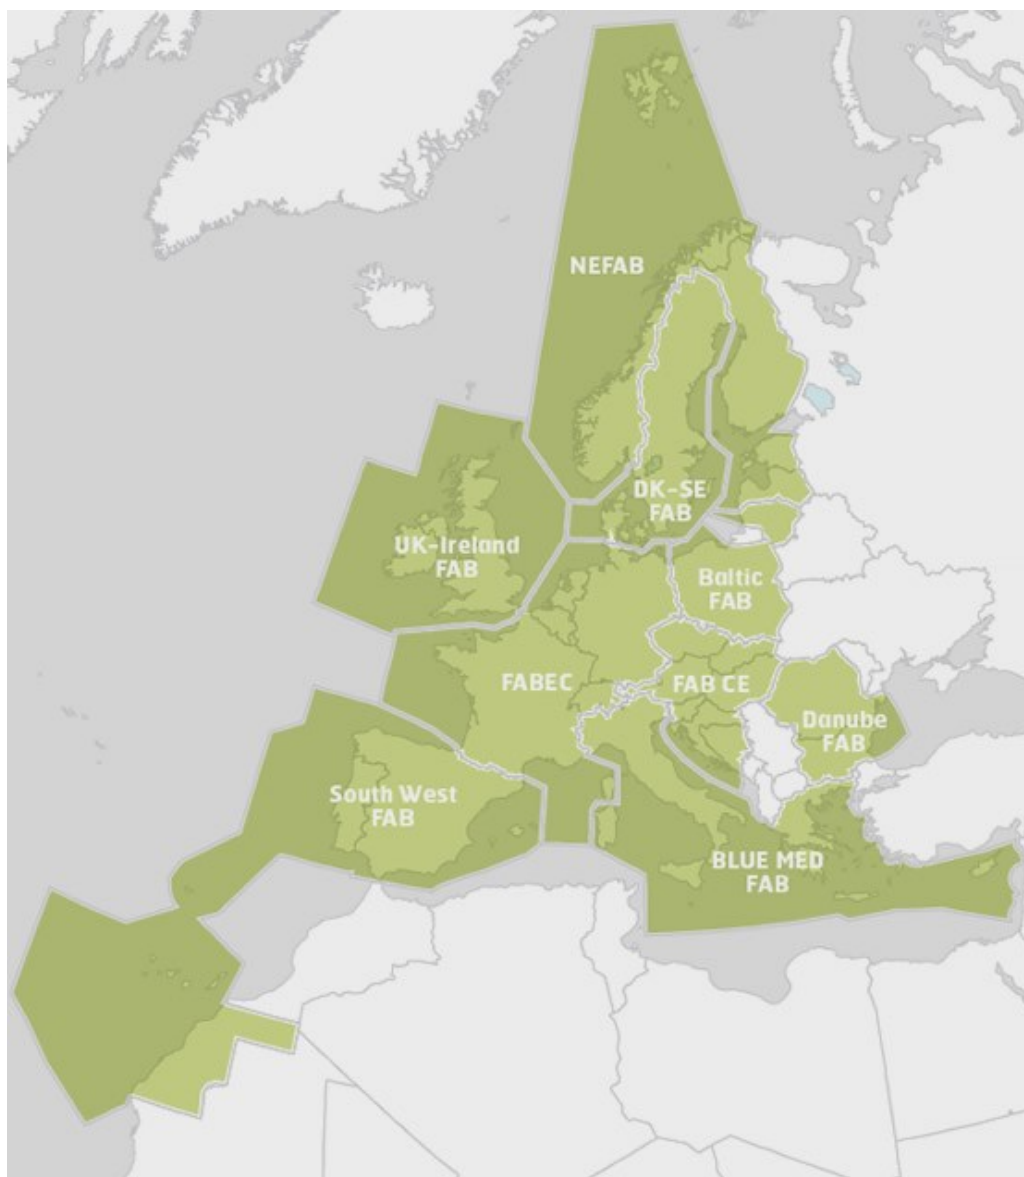 NEFAB
DK-SE
FAB
UK-Ireland
FAB
Baltic
FAB
FABEC
FAB CE
Danube
FAB
South West
FAB
BLUE MED
FAB